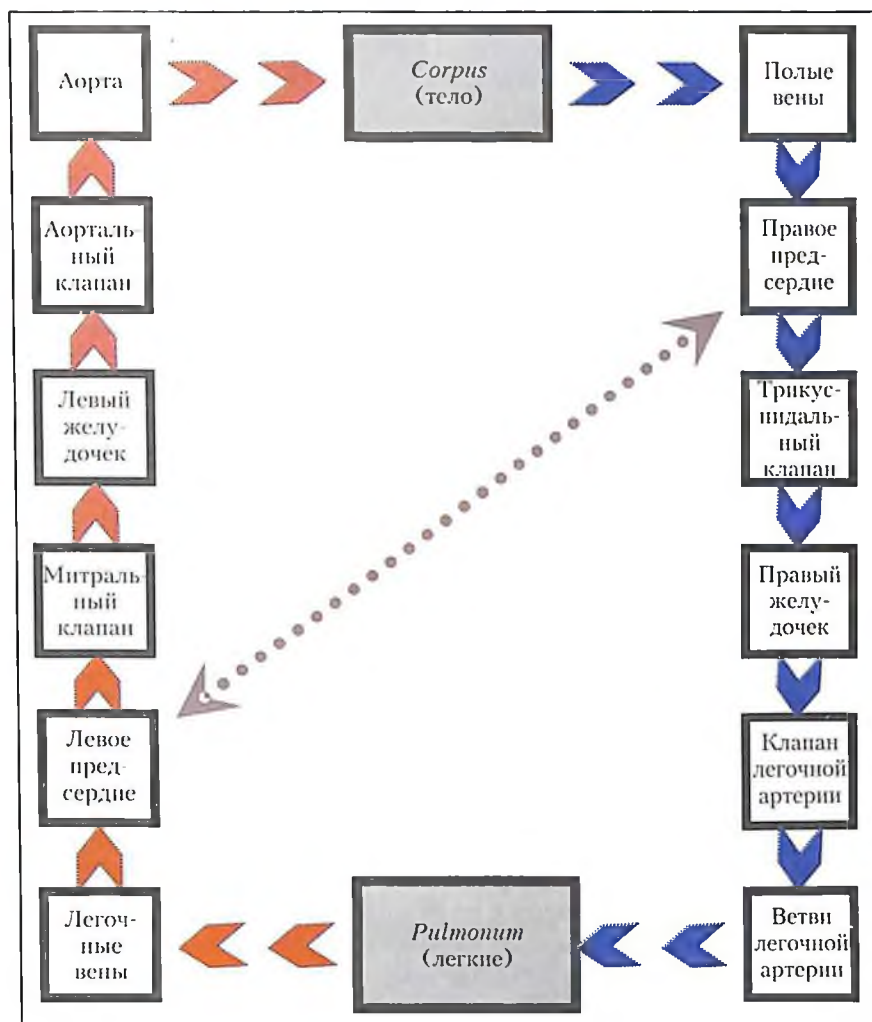 Аорта
Corpus
(тело)
Полые
вены
Аорталь-
ный
клапан
Правое
пред-
сердие
Левый
желу-
дочек
Трикус-
пидаль-
ный
клапан
Митраль-
ный
клапан
Правый
желу-
дочек
Левое
пред-
сердие
Клапан
легочной
артерии
Легоч-
ные
вены
Pulmonum
(легкие)
Ветви
легочной
артерии